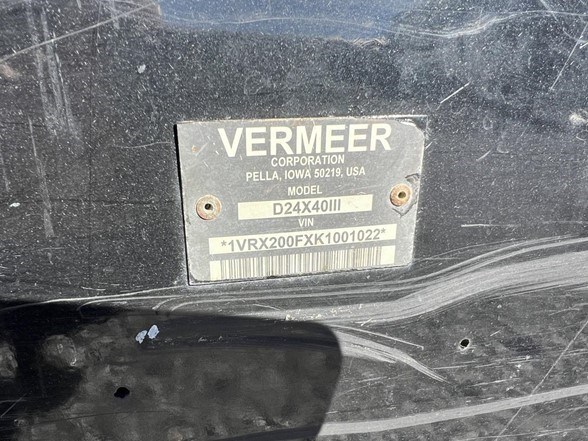 VERMEER
CORPORATION
PELLA, IOWA 50219, USA
MODEL
D24X40III
VIN
*1VRX200FXK1001022*